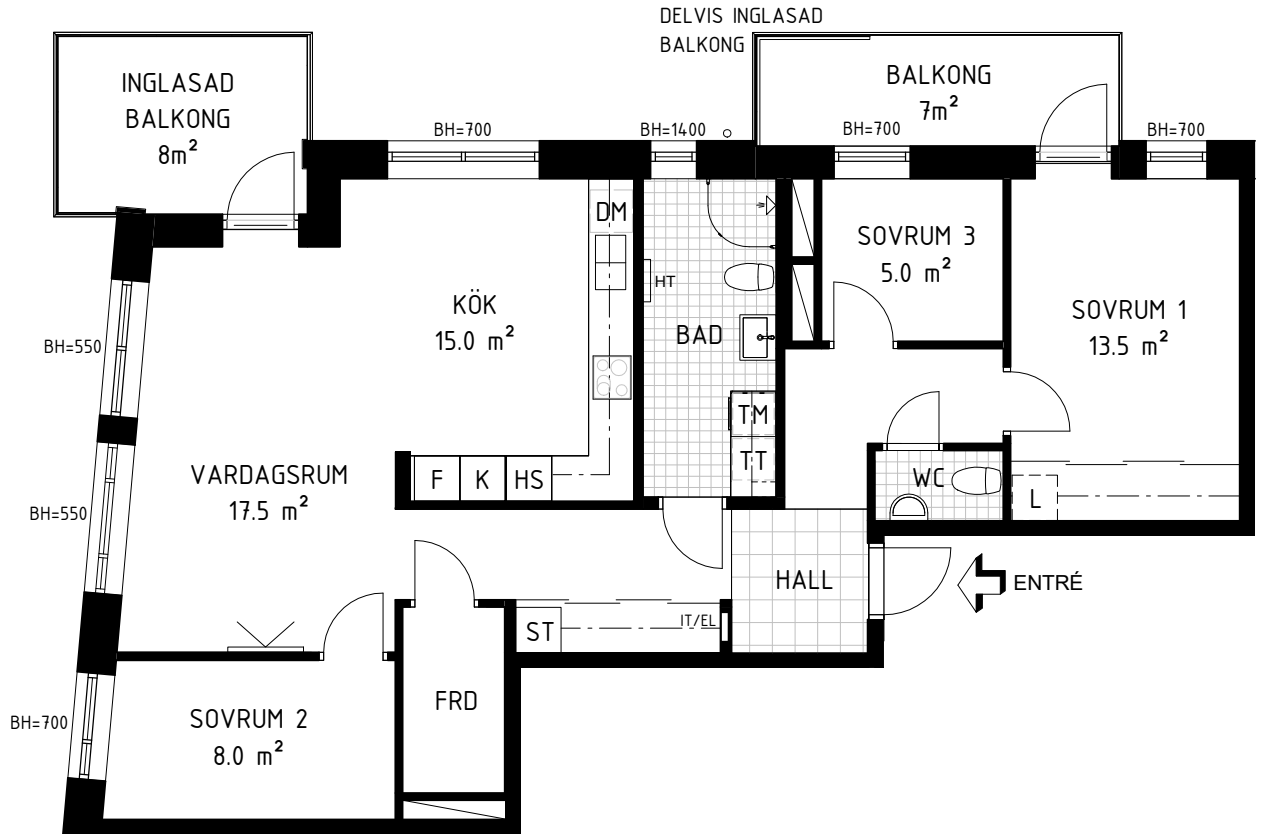 DELVIS INGLASAD
BALKONG
INGLASAD
BALKONG
8m²
BALKONG
7m²
BH=700
BH=1400
BH=700
BH=700
DM
SOVRUM 3
5.0 m²
HT
KÖK
15.0 m²
BAD
SOVRUM 1
13.5 m²
BH=550
TM
TT
VARDAGSRUM
17.5 m²
F
K
HS
WC
L
BH=550
HALL
ENTRÉ
ST
IT/EL
FRD
SOVRUM 2
8.0 m²
BH=700